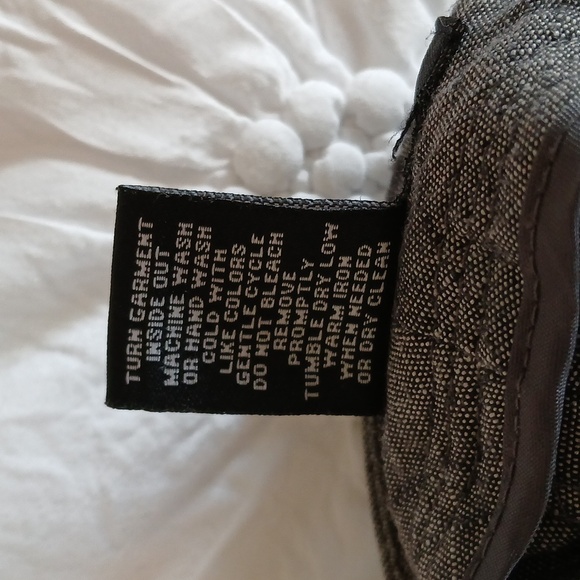 TURN GARMENT
INSIDE OUT
MACHINE WASH
OR HAND WASH
COLD WITH
LIKE COLORS
GENTLE CYCLE
DO NOT BLEACH
REMOVE
PROMPTLY
TUMBLE DRY LOW
WARM IRON
WHEN NEEDED
OR DRY CLEAN